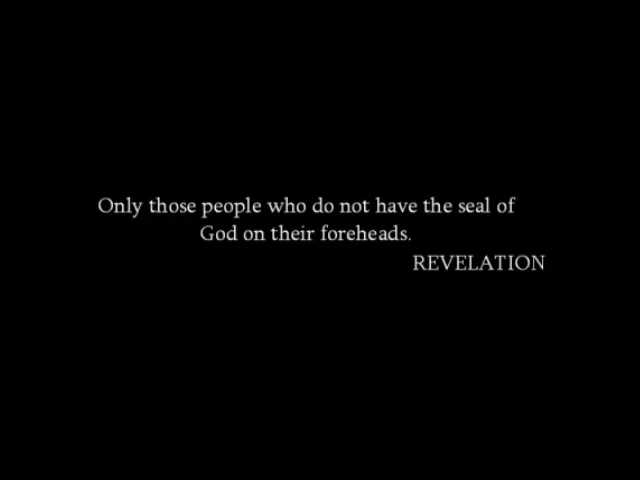 Only those people who do not have the seal of
God on their foreheads.
REVELATION